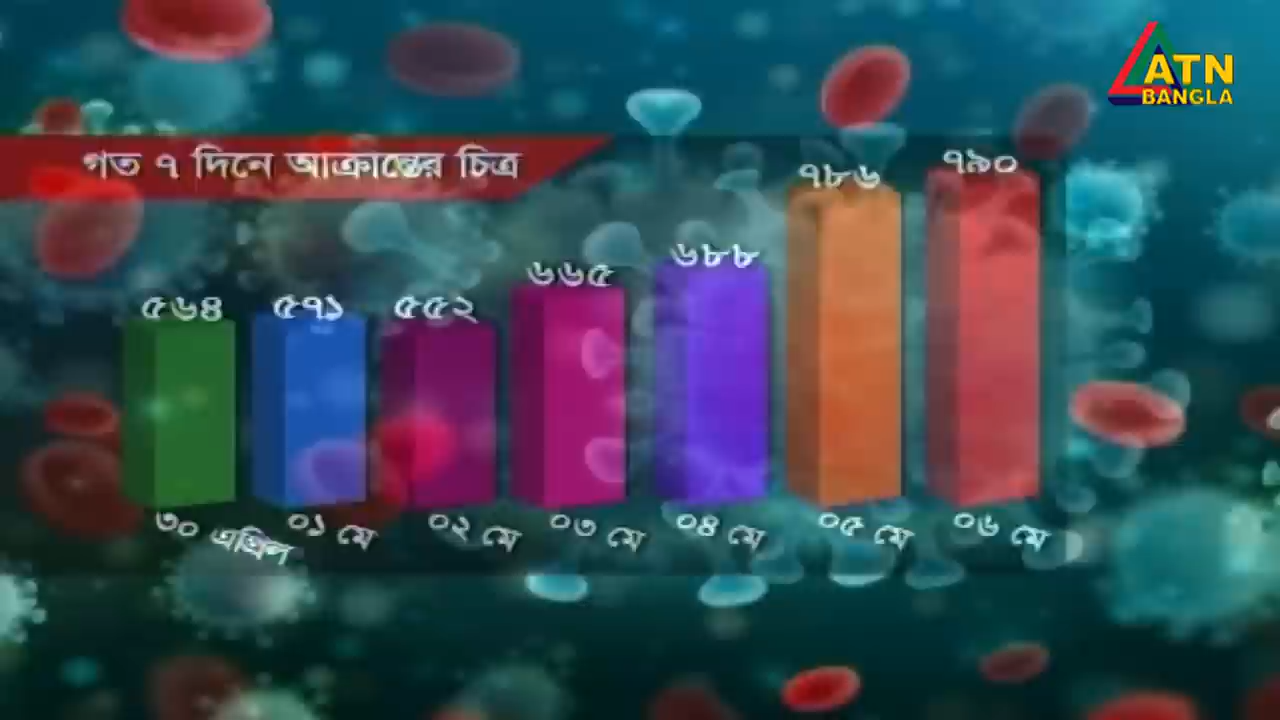 ATN
BANGLA
গত ৭ দিনে আক্রান্তের চিত্র
৫৬৪
৫৭১
৫৫২
৬৬৫
৬৮৮
৭৮৬
৭৯০
৩০ এপ্রিল
০১ মে
০২ মে
০৩ মে
০৪ মে
০৫ মে
০৬ মে